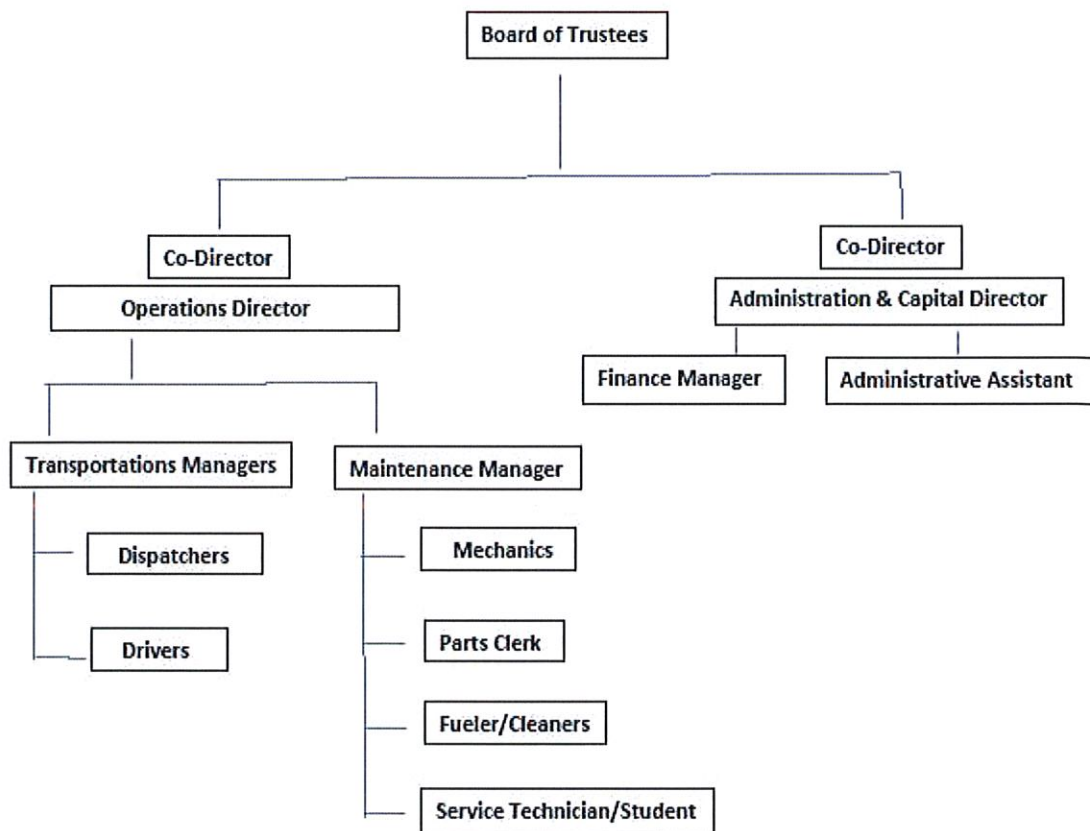 Board of Trustees
Co-Director
Co-Director
Operations Director
Administration & Capital Director
Finance Manager
Administrative Assistant
Transportations Managers
Maintenance Manager
Dispatchers
Mechanics
Drivers
Parts Clerk
Fueler/Cleaners
Service Technician/Student